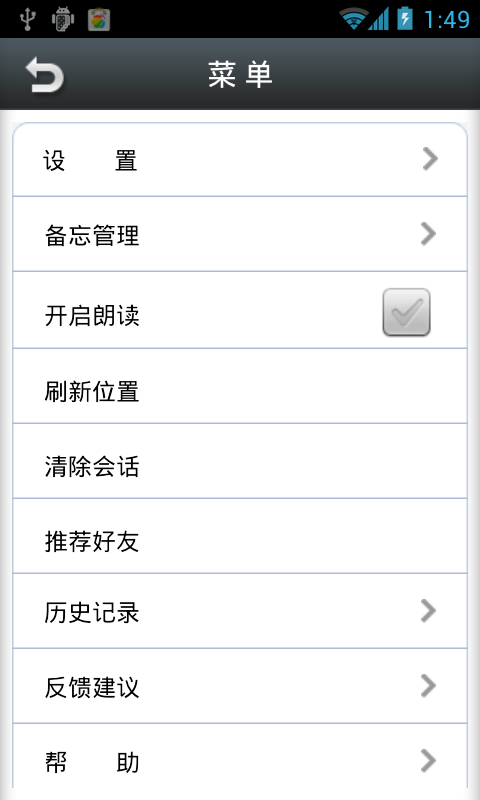 1:49
菜 单
设 置
备忘管理
开启朗读
刷新位置
清除会话
推荐好友
历史记录
反馈建议
帮 助